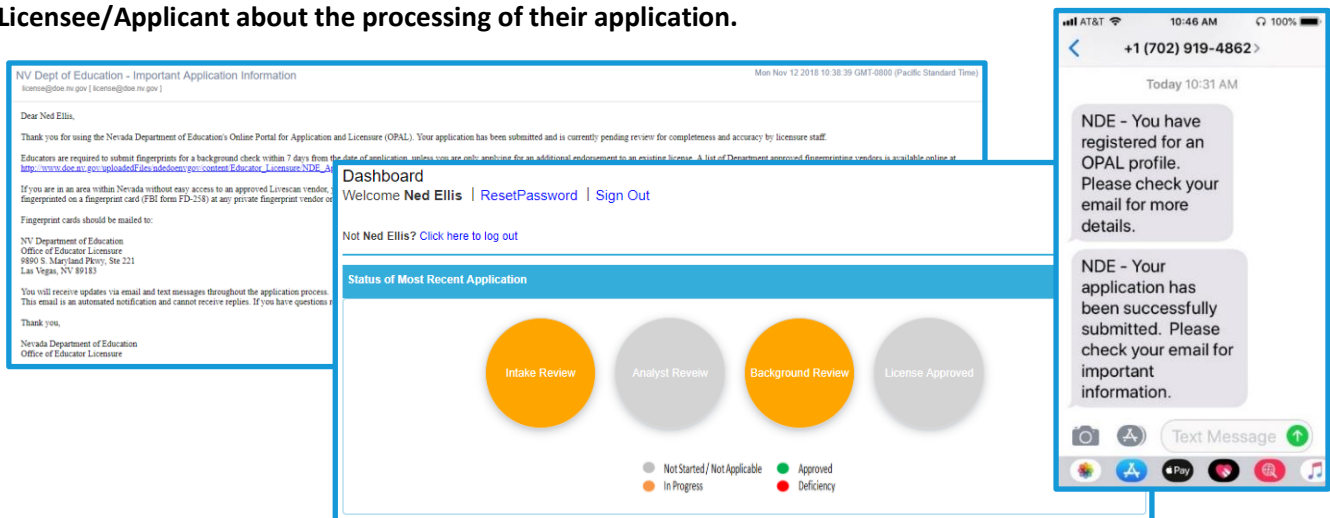 Licensee/Applicant about the processing of their application.
NV Dept of Education - Important Application Information
Mon Nov 12 2018 10:38:39 GMT-0800 (Pacific Standard Time)
license@doe.nv.gov [ license@doe.nv.gov ]
Dear Ned Ellis,
Thank you for using the Nevada Department of Education's Online Portal for Application and Licensure (OPAL). Your application has been submitted and is currently pending review for completeness and accuracy by licensure staff.
Educators are required to submit fingerprints for a background check within 7 days from the date of application, unless you are only applying for an additional endorsement to an existing license. A list of Department approved fingerprinting vendors is available online at
http://www.doe.nv.gov/uploadedFiles/ndedoenvgov/content/Educator_Licensure/NDE_Ap
If you are in an area within Nevada without easy access to an approved Livescan vendor,
fingerprinted on a fingerprint card (FBI form FD-258) at any private fingerprint vendor or
Fingerprint cards should be mailed to:
NV Department of Education
Office of Educator Licensure
9890 S. Maryland Pkwy, Ste 221
Las Vegas, NV 89183
You will receive updates via email and text messages throughout the application process.
This email is an automated notification and cannot receive replies. If you have questions
Thank you,
Nevada Department of Education
Office of Educator Licensure
Dashboard
Welcome Ned Ellis | ResetPassword | Sign Out
Not Ned Ellis? Click here to log out
Status of Most Recent Application
Intake Review
Analyst Reveiw
Background Review
License Approved
Not Started / Not Applicable
Approved
In Progress
Deficiency
AT&T
10:46 AM
100%
+1 (702) 919-4862 >
Today 10:31 AM
NDE - You have
registered for an
OPAL profile.
Please check your
email for more
details.
NDE - Your
application has
been successfully
submitted. Please
check your email for
important
information.
Text Message
Pay